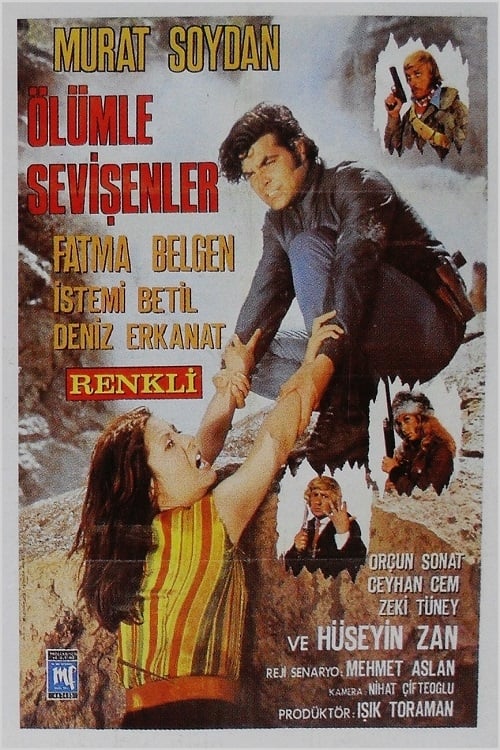 MURAT SOYDAN
ÖLÜMLE
SEVİŞENLER
FATMA BELGEN
İSTEMİ BETİL
DENİZ ERKANAT
RENKLİ
ORÇUN SONAT
CEYHAN CEM
ZEKİ TÜNEY
VE HÜSEYİN ZAN
REJİ SENARYO: MEHMET ASLAN
KAMERA: NİHAT ÇİFTEOĞLU
PRODÜKTÖR: IŞIK TORAMAN